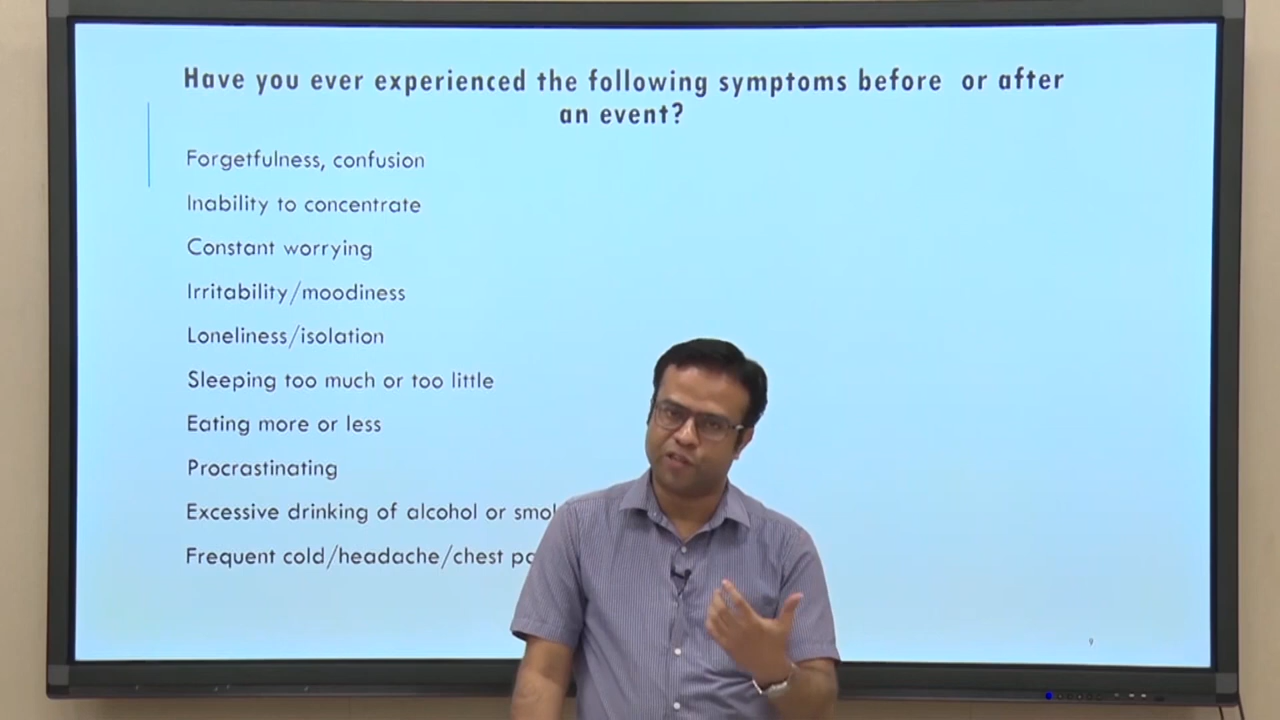 Have you ever experienced the following symptoms before or after
an event?
Forgetfulness, confusion
Inability to concentrate
Constant worrying
Irritability/moodiness
Loneliness/isolation
Sleeping too much or too little
Eating more or less
Procrastinating
Excessive drinking of alcohol or
Frequent cold/headache/chest
9